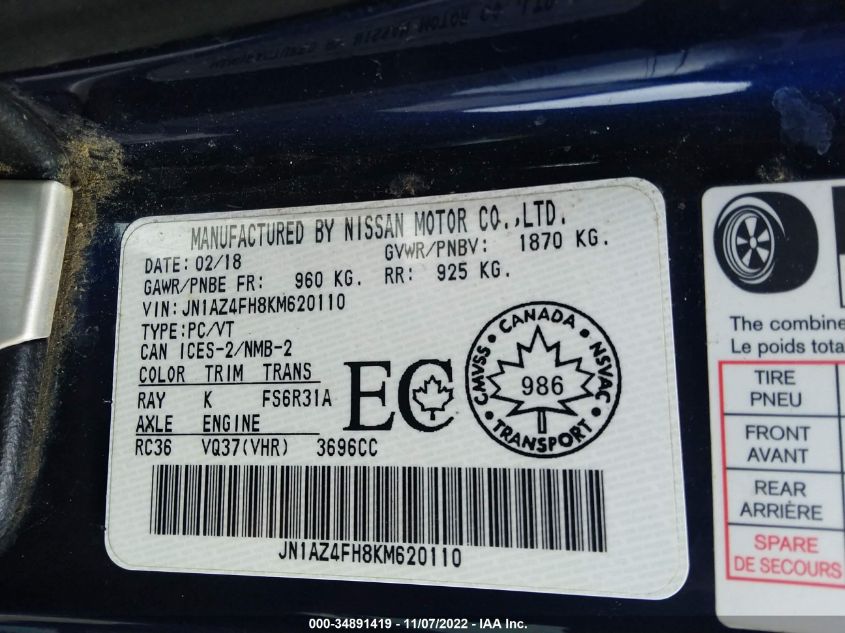 MANUFACTURED BY NISSAN MOTOR CO.,LTD.
DATE: 02/18 GVWR/PNBV: 1870 KG.
GAWR/PNBE FR: 960 KG. RR: 925 KG.
VIN: JN1AZ4FH8KM620110
TYPE:PC/VT
CAN ICES-2/NMB-2
COLOR TRIM TRANS
RAY K FS6R31A
AXLE ENGINE
RC36 VQ37(VHR) 3696CC
EC
CANADA
CMVSS 986 NSVAC
TRANSPORT
JN1AZ4FH8KM620110
The combine
Le poids tota
TIRE
PNEU
FRONT
AVANT
REAR
ARRIÈRE
SPARE
DE SECOURS
000-34891419 - 11/07/2022 - IAA Inc.